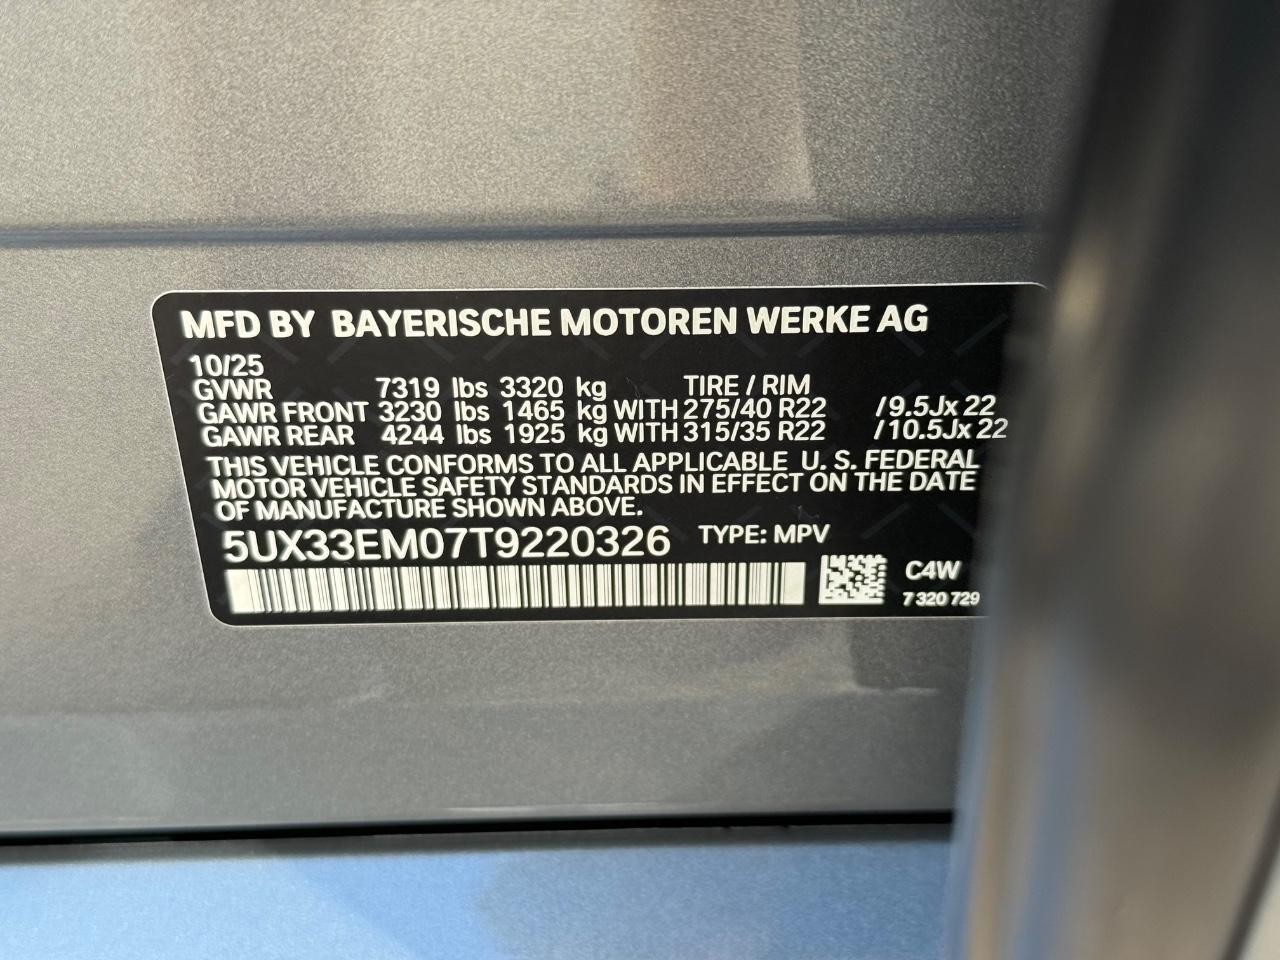 MFD BY BAYERISCHE MOTOREN WERKE AG
10/25
GVWR 7319 lbs 3320 kg TIRE / RIM
GAWR FRONT 3230 lbs 1465 kg WITH 275/40 R22 /9.5Jx 22
GAWR REAR 4244 lbs 1925 kg WITH 315/35 R22 /10.5Jx 22
THIS VEHICLE CONFORMS TO ALL APPLICABLE U. S. FEDERAL
MOTOR VEHICLE SAFETY STANDARDS IN EFFECT ON THE DATE
OF MANUFACTURE SHOWN ABOVE.
5UX33EM07T9220326 TYPE: MPV
C4W
7 320 729